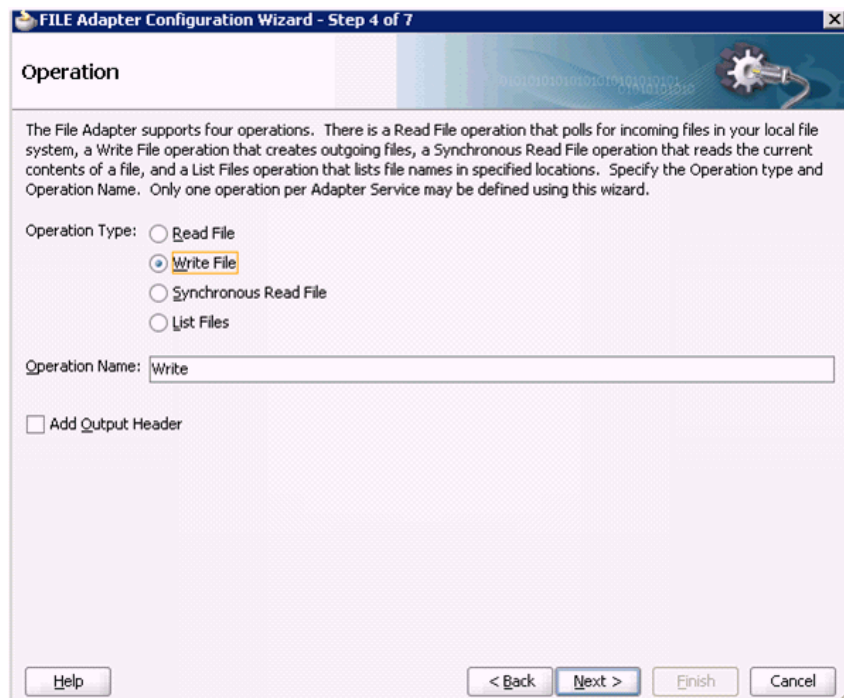 FILE Adapter Configuration Wizard - Step 4 of 7
Operation
The File Adapter supports four operations. There is a Read File operation that polls for incoming files in your local file
system, a Write File operation that creates outgoing files, a Synchronous Read File operation that reads the current
contents of a file, and a List Files operation that lists file names in specified locations. Specify the Operation type and
Operation Name. Only one operation per Adapter Service may be defined using this wizard.
Operation Type: Read File
Write File
Synchronous Read File
List Files
Operation Name: Write
Add Output Header
Help < Back Next > Finish Cancel